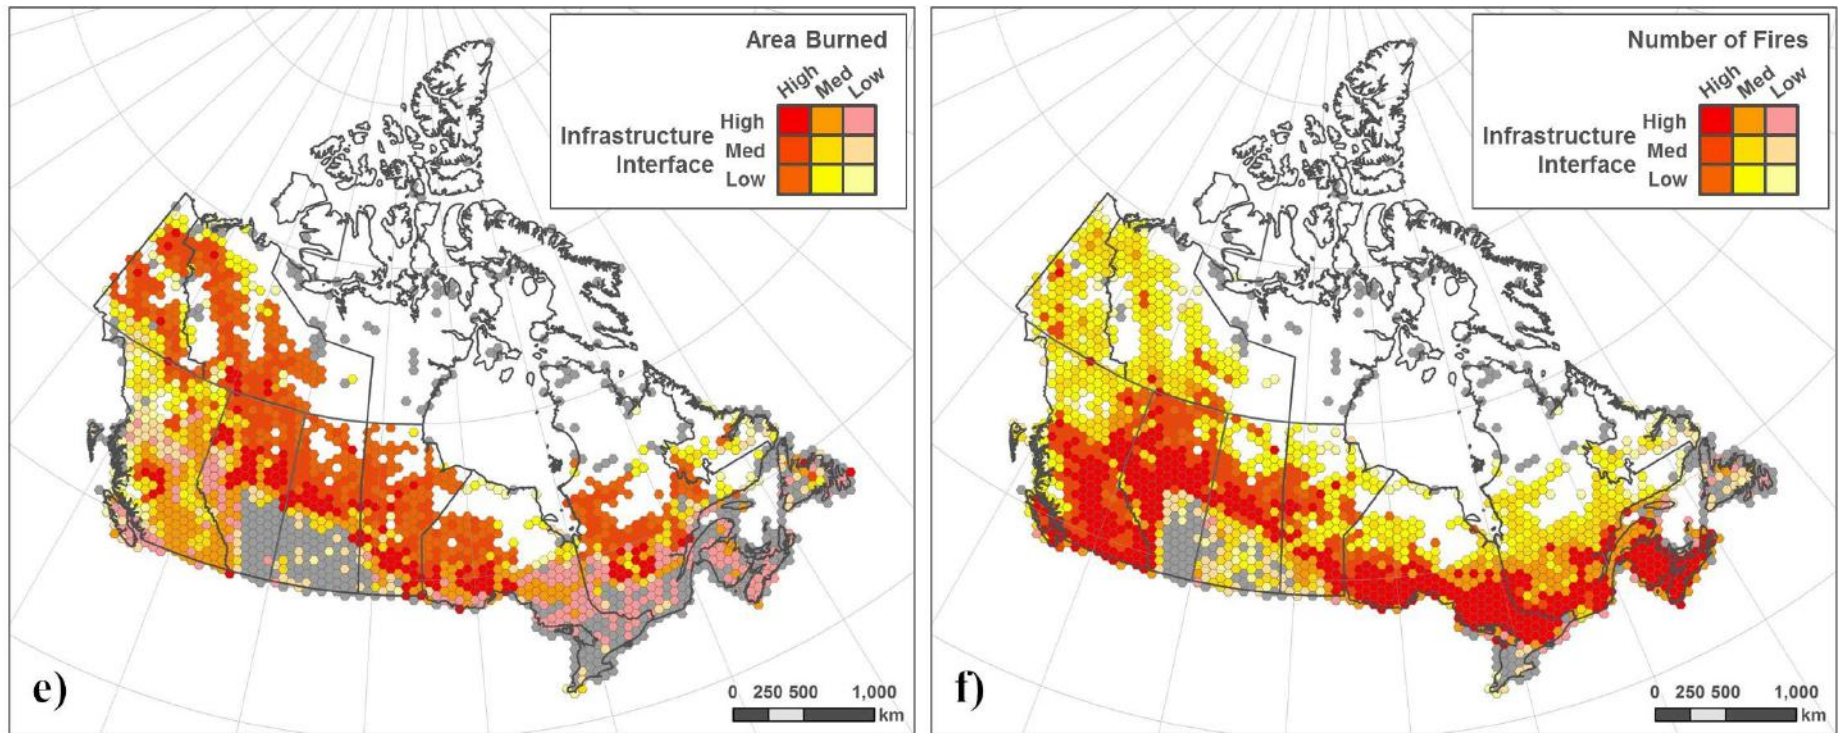 Area Burned
High Med Low
High
Infrastructure
Interface
Med
Low
e)
0 250 500 1,000
km
Number of Fires
High Med Low
High
Infrastructure
Interface
Med
Low
f)
0 250 500 1,000
km